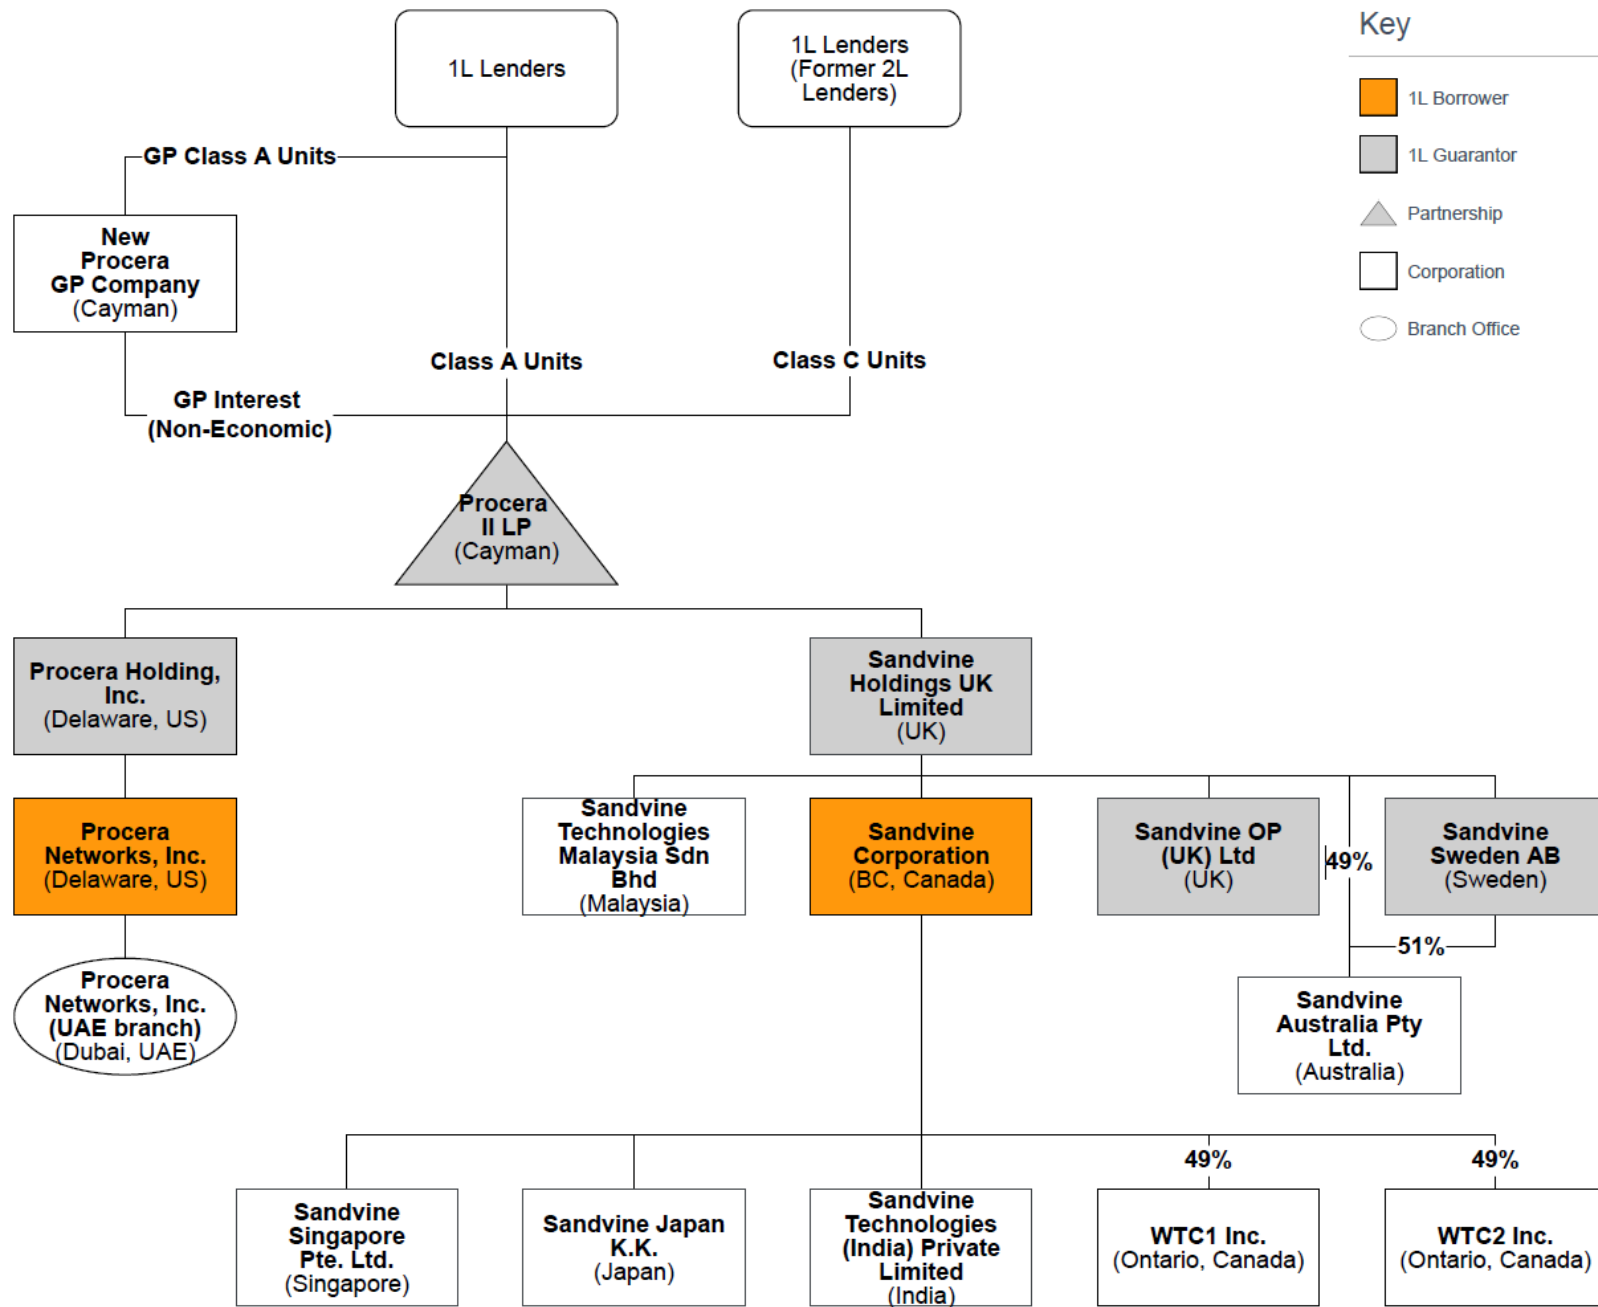 1L Lenders
1L Lenders
(Former 2L
Lenders)
Key
1L Borrower
1L Guarantor
Partnership
Corporation
Branch Office
GP Class A Units
New
Procera
GP Company
(Cayman)
Class A Units
Class C Units
GP Interest
(Non-Economic)
Procera
II LP
(Cayman)
Procera Holding,
Inc.
(Delaware, US)
Sandvine
Holdings UK
Limited
(UK)
Procera
Networks, Inc.
(Delaware, US)
Sandvine
Technologies
Malaysia Sdn
Bhd
(Malaysia)
Sandvine
Corporation
(BC, Canada)
Sandvine OP
(UK) Ltd
(UK)
49%
Sandvine
Sweden AB
(Sweden)
51%
Procera
Networks, Inc.
(UAE branch)
(Dubai, UAE)
Sandvine
Australia Pty
Ltd.
(Australia)
49%
49%
Sandvine
Singapore
Pte. Ltd.
(Singapore)
Sandvine Japan
K.K.
(Japan)
Sandvine
Technologies
(India) Private
Limited
(India)
WTC1 Inc.
(Ontario, Canada)
WTC2 Inc.
(Ontario, Canada)